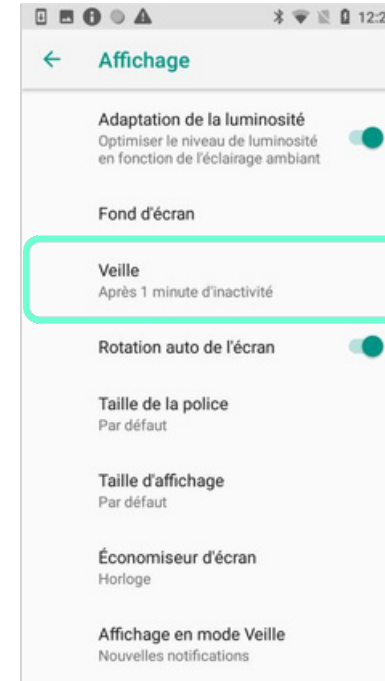 12:2
Affichage
Adaptation de la luminosité
Optimiser le niveau de luminosité
en fonction de l'éclairage ambiant
Fond d'écran
Veille
Après 1 minute d'inactivité
Rotation auto de l'écran
Taille de la police
Par défaut
Taille d'affichage
Par défaut
Économiseur d'écran
Horloge
Affichage en mode Veille
Nouvelles notifications